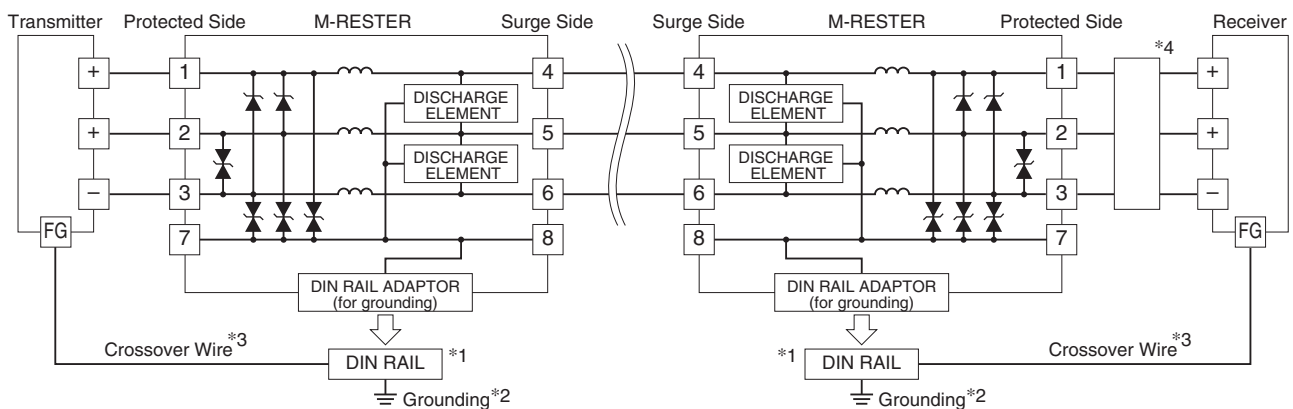 Transmitter Protected Side M-RESTER Surge Side Surge Side M-RESTER Protected Side Receiver
*4
+ 1 4 4 1 +
DISCHARGE
ELEMENT
DISCHARGE
ELEMENT
+ 2 5 5 2 +
DISCHARGE
ELEMENT
DISCHARGE
ELEMENT
– 3 6 6 3 –
FG 7 8 8 7 FG
DIN RAIL ADAPTOR
(for grounding)
DIN RAIL ADAPTOR
(for grounding)
Crossover Wire*3 DIN RAIL *1 *1 DIN RAIL Crossover Wire*3
Grounding*2 Grounding*2